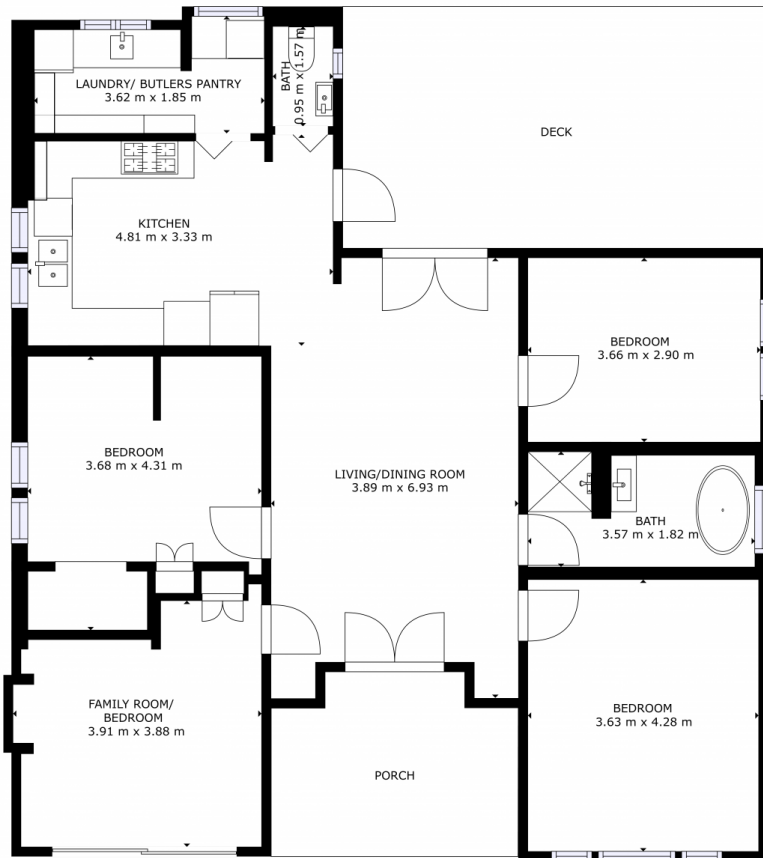 LAUNDRY/ BUTLERS PANTRY
3.62 m x 1.85 m
BATH
0.95 m x 1.57 m
DECK
KITCHEN
4.81 m x 3.33 m
BEDROOM
3.66 m x 2.90 m
BEDROOM
3.68 m x 4.31 m
LIVING/DINING ROOM
3.89 m x 6.93 m
BATH
3.57 m x 1.82 m
FAMILY ROOM/
BEDROOM
3.91 m x 3.88 m
BEDROOM
3.63 m x 4.28 m
PORCH